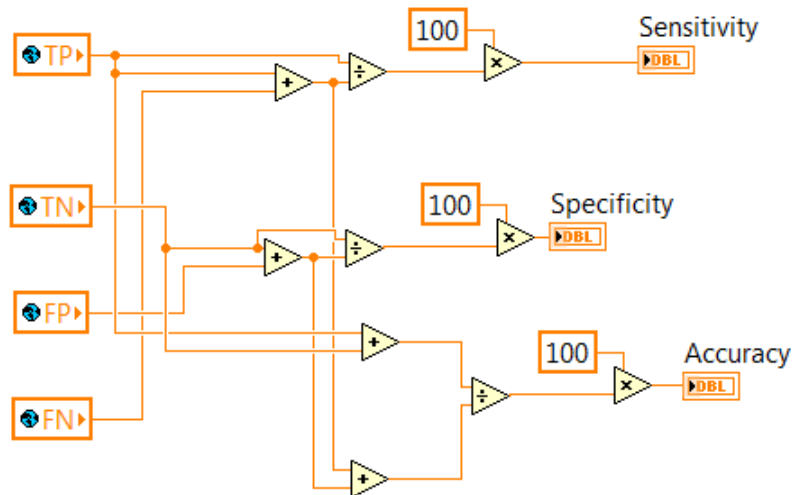 100
Sensitivity
TP
+
÷
×
DBL
TN
100
Specificity
+
÷
×
DBL
FP
+
100
Accuracy
÷
×
DBL
FN
+